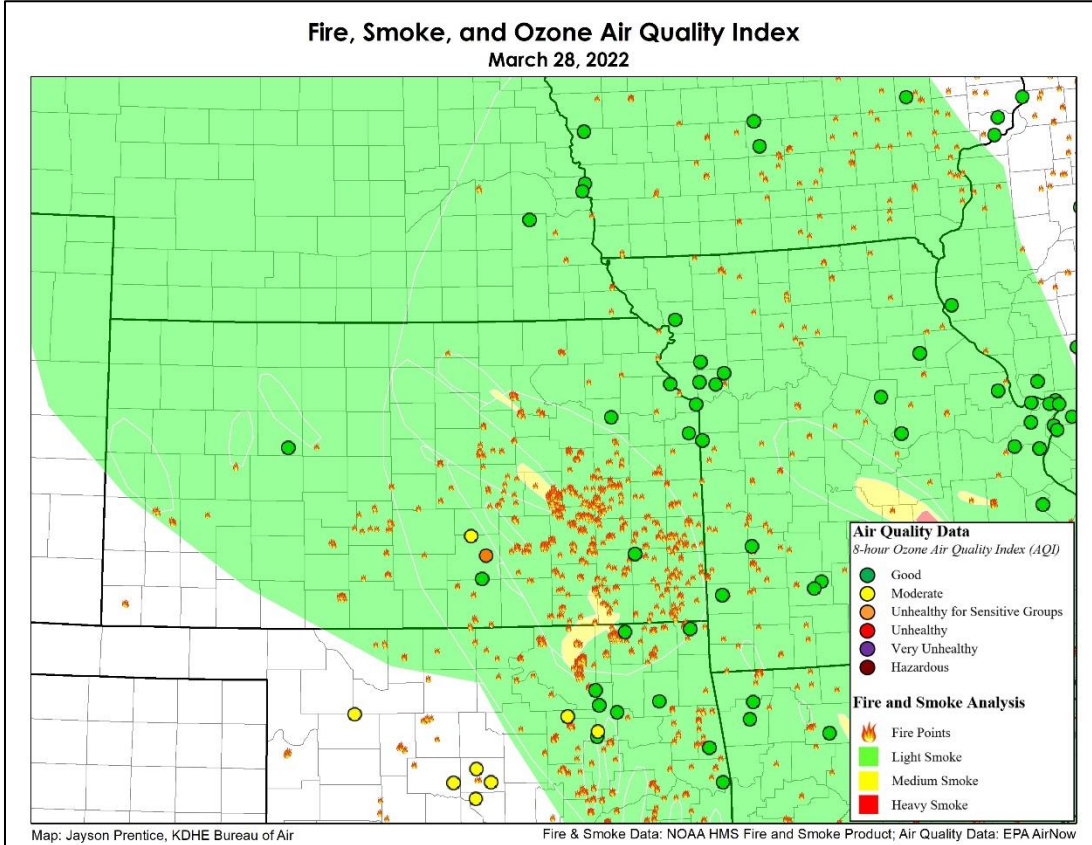 Fire, Smoke, and Ozone Air Quality Index
March 28, 2022
Air Quality Data
8-hour Ozone Air Quality Index (AQI)
Good
Moderate
Unhealthy for Sensitive Groups
Unhealthy
Very Unhealthy
Hazardous
Fire and Smoke Analysis
Fire Points
Light Smoke
Medium Smoke
Heavy Smoke
Map: Jayson Prentice, KDHE Bureau of Air
Fire & Smoke Data: NOAA HMS Fire and Smoke Product; Air Quality Data: EPA AirNow